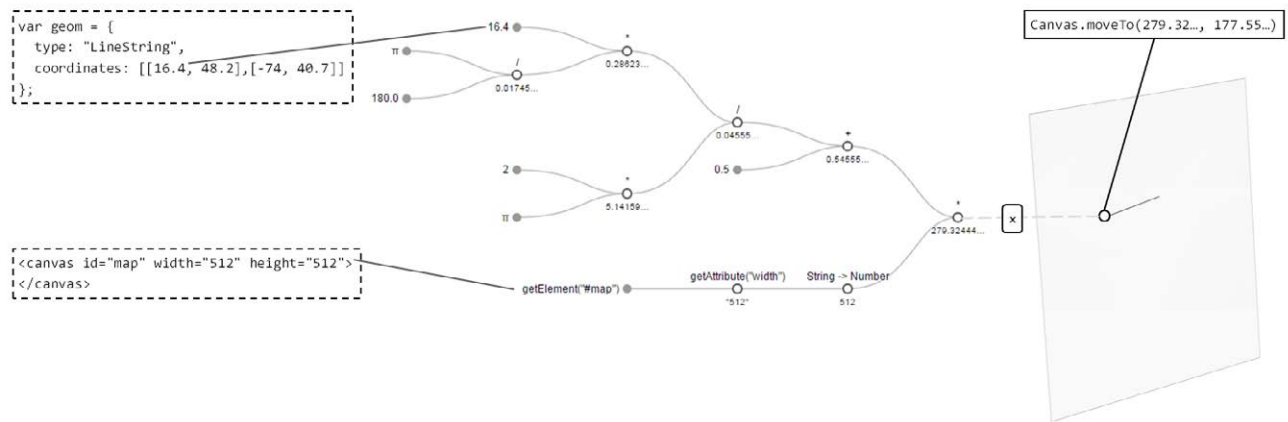 var geom = {
type: "LineString",
coordinates: [[16.4, 48.2],[-74, 40.7]]
};
16.4
π
180.0
/
0.01745...
*
0.28623...
2
π
*
5.14159...
/
0.04555...
0.5
+
0.54555...
*
279.32444...
x
Canvas.moveTo(279.32…, 177.55…)
<canvas id="map" width="512" height="512">
</canvas>
getElement("#map")
getAttribute("width")
"512"
String -> Number
512